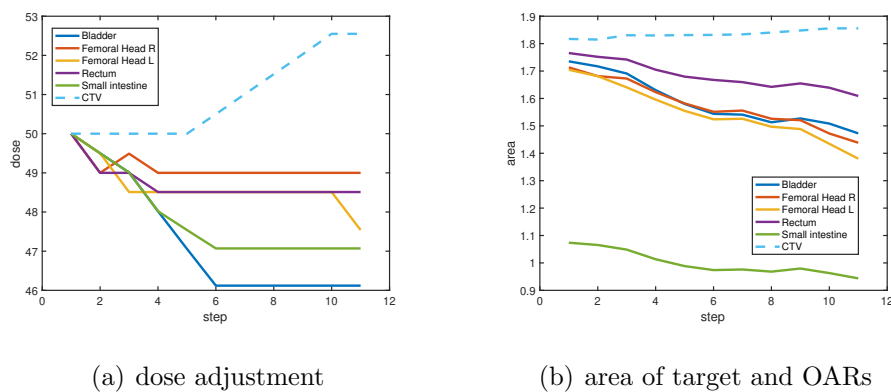 53
52
51
50
49
48
47
46
dose
Bladder
Femoral Head R
Femoral Head L
Rectum
Small intestine
CTV
0 2 4 6 8 10 12
step
(a) dose adjustment
1.9
1.8
1.7
1.6
1.5
1.4
1.3
1.2
1.1
1
0.9
area
Bladder
Femoral Head R
Femoral Head L
Rectum
Small intestine
CTV
0 2 4 6 8 10 12
step
(b) area of target and OARs